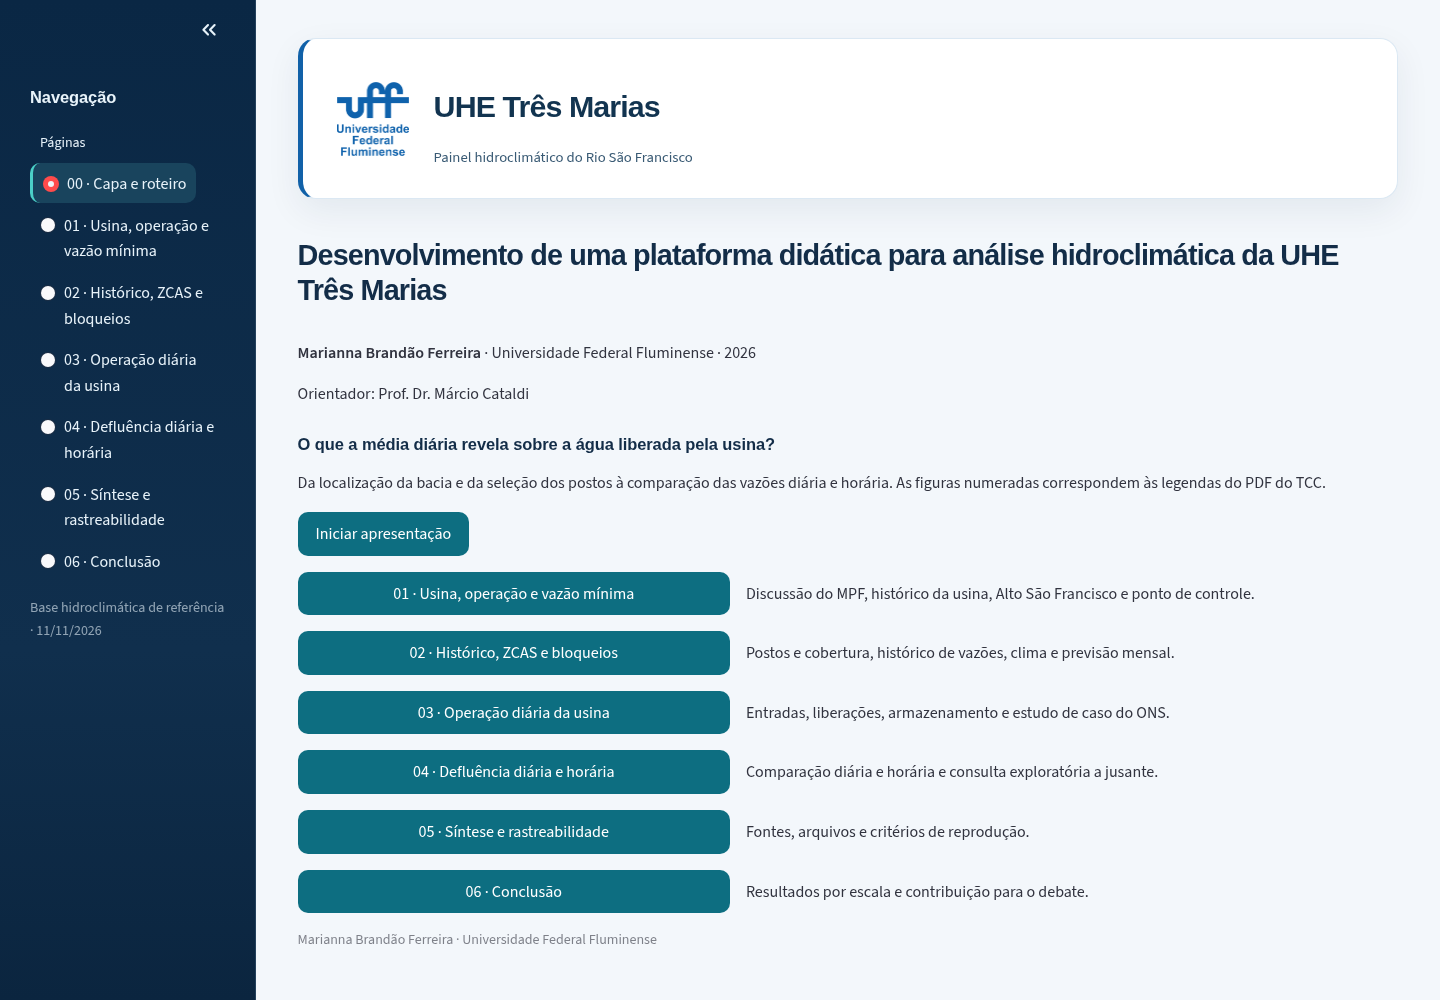 Navegação
Páginas
00 · Capa e roteiro
01 · Usina, operação e
vazão mínima
02 · Histórico, ZCAS e
bloqueios
03 · Operação diária
da usina
04 · Defluência diária e
horária
05 · Síntese e
rastreabilidade
06 · Conclusão
Base hidroclimática de referência
· 11/11/2026
uff
Universidade
Federal
Fluminense
UHE Três Marias
Painel hidroclimático do Rio São Francisco
Desenvolvimento de uma plataforma didática para análise hidroclimática da UHE
Três Marias
Marianna Brandão Ferreira · Universidade Federal Fluminense · 2026
Orientador: Prof. Dr. Márcio Cataldi
O que a média diária revela sobre a água liberada pela usina?
Da localização da bacia e da seleção dos postos à comparação das vazões diária e horária. As figuras numeradas correspondem às legendas do PDF do TCC.
Iniciar apresentação
01 · Usina, operação e vazão mínima
Discussão do MPF, histórico da usina, Alto São Francisco e ponto de controle.
02 · Histórico, ZCAS e bloqueios
Postos e cobertura, histórico de vazões, clima e previsão mensal.
03 · Operação diária da usina
Entradas, liberações, armazenamento e estudo de caso do ONS.
04 · Defluência diária e horária
Comparação diária e horária e consulta exploratória a jusante.
05 · Síntese e rastreabilidade
Fontes, arquivos e critérios de reprodução.
06 · Conclusão
Resultados por escala e contribuição para o debate.
Marianna Brandão Ferreira · Universidade Federal Fluminense